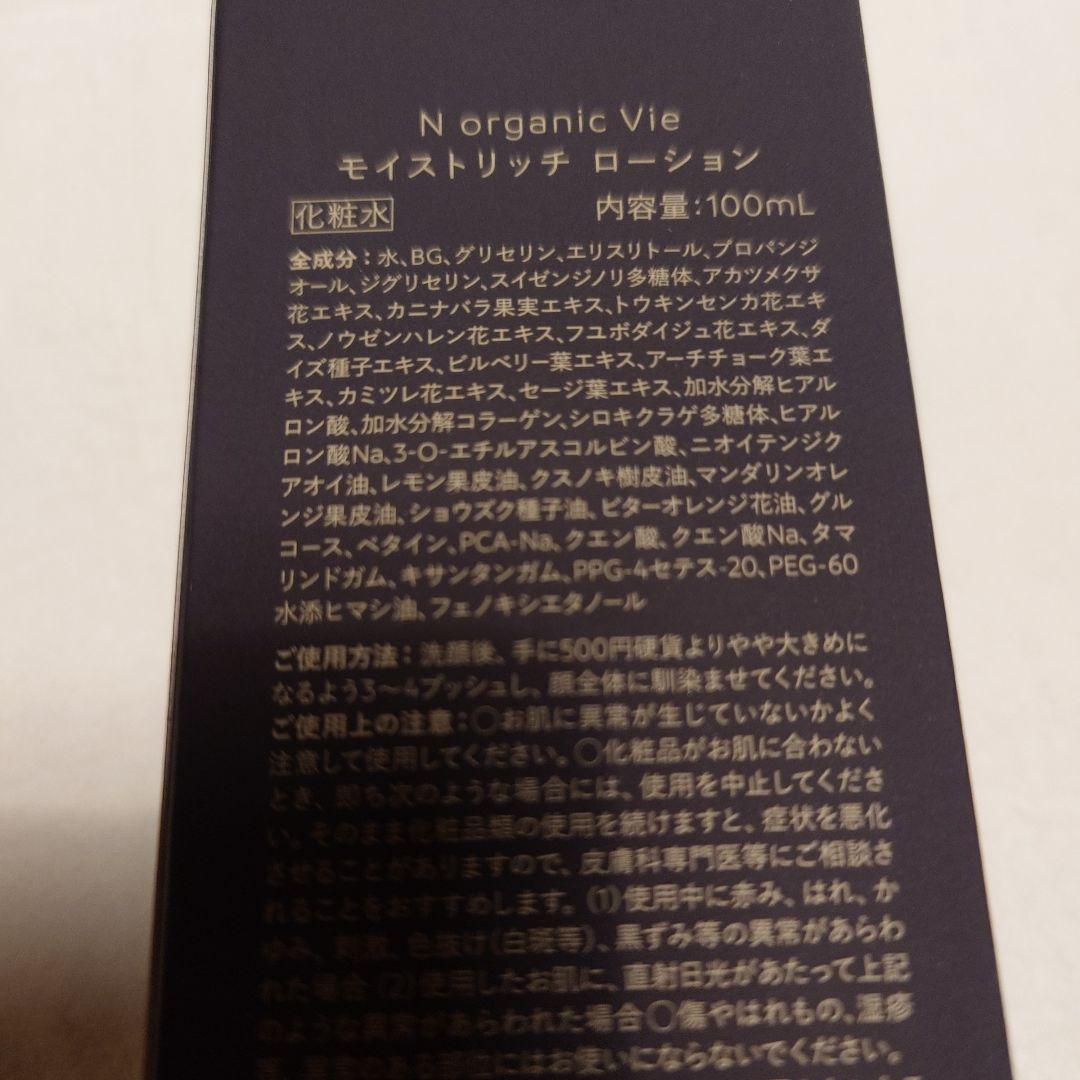 N organic Vie
モイストリッチ ローション
化粧水 内容量:100mL
全成分:水、BG、グリセリン、エリスリトール、プロパンジ
オール、ジグリセリン、スイゼンジノリ多糖体、アカツメクサ
花エキス、カニナバラ果実エキス、トウキンセンカ花エキ
ス、ノウゼンハレン花エキス、フユボダイジュ花エキス、ダ
イズ種子エキス、ビルベリー葉エキス、アーチチョーク葉エ
キス、カミツレ花エキス、セージ葉エキス、加水分解ヒアル
ロン酸、加水分解コラーゲン、シロキクラゲ多糖体、ヒアル
ロン酸Na、3-O-エチルアスコルビン酸、ニオイテンジク
アオイ油、レモン果皮油、クスノキ樹皮油、マンダリンオレ
ンジ果皮油、ショウズク種子油、ビターオレンジ花油、グル
コース、ベタイン、PCA-Na、クエン酸、クエン酸Na、タマ
リンドガム、キサンタンガム、PPG-4セテス-20、PEG-60
水添ヒマシ油、フェノキシエタノール
ご使用方法:洗顔後、手に500円硬貨よりやや大きめに
なるよう3〜4プッシュし、顔全体に馴染ませてください。
ご使用上の注意:〇お肌に異常が生じていないかよく
注意して使用してください。〇化粧品がお肌に合わない
とき、即ち次のような場合には、使用を中止してくださ
い。そのまま化粧品類の使用を続けますと、症状を悪化
させることがありますので、皮膚科専門医等にご相談さ
れることをおすすめします。(1)使用中に赤み、はれ、か
ゆみ、刺激、色抜け(白斑等)、黒ずみ等の異常があらわ
れた場合 (2)使用したお肌に、直射日光があたって上記
のような異常があらわれた場合〇傷やはれもの、湿疹
にはお使いにならないでください。